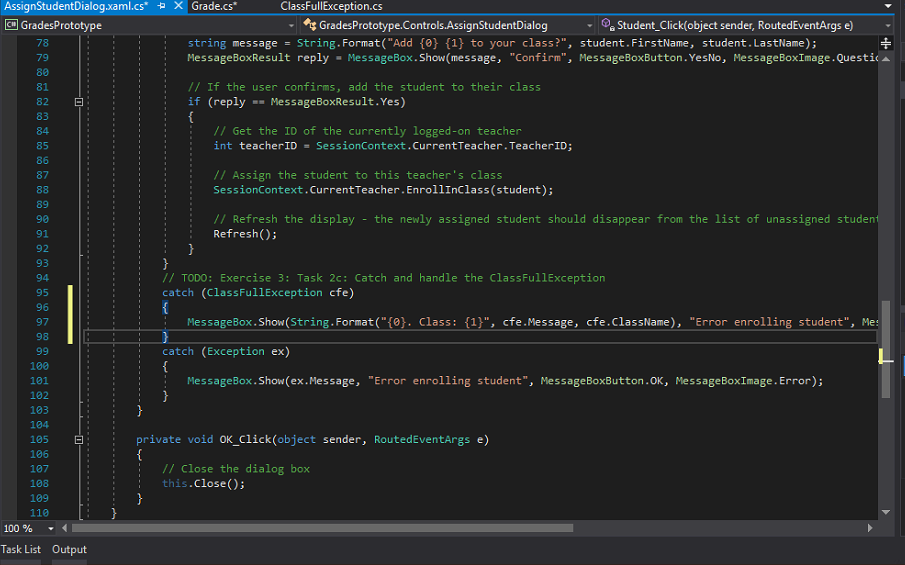 AssignStudentDialog.xaml.cs* Grade.cs* ClassFullException.cs
GradesPrototype GradesPrototype.Controls.AssignStudentDialog Student_Click(object sender, RoutedEventArgs e)
78 string message = String.Format("Add {0} {1} to your class?", student.FirstName, student.LastName);
79 MessageBoxResult reply = MessageBox.Show(message, "Confirm", MessageBoxButton.YesNo, MessageBoxImage.Questic
80
81 // If the user confirms, add the student to their class
82 if (reply == MessageBoxResult.Yes)
83 {
84 // Get the ID of the currently logged-on teacher
85 int teacherID = SessionContext.CurrentTeacher.TeacherID;
86
87 // Assign the student to this teacher's class
88 SessionContext.CurrentTeacher.EnrollInClass(student);
89
90 // Refresh the display - the newly assigned student should disappear from the list of unassigned student
91 Refresh();
92 }
93 }
94 // TODO: Exercise 3: Task 2c: Catch and handle the ClassFullException
95 catch (ClassFullException cfe)
96 {
97 MessageBox.Show(String.Format("{0}. Class: {1}", cfe.Message, cfe.ClassName), "Error enrolling student", Mes
98 }
99 catch (Exception ex)
100 {
101 MessageBox.Show(ex.Message, "Error enrolling student", MessageBoxButton.OK, MessageBoxImage.Error);
102 }
103 }
104
105 private void OK_Click(object sender, RoutedEventArgs e)
106 {
107 // Close the dialog box
108 this.Close();
109 }
110 }
100 %
Task List Output